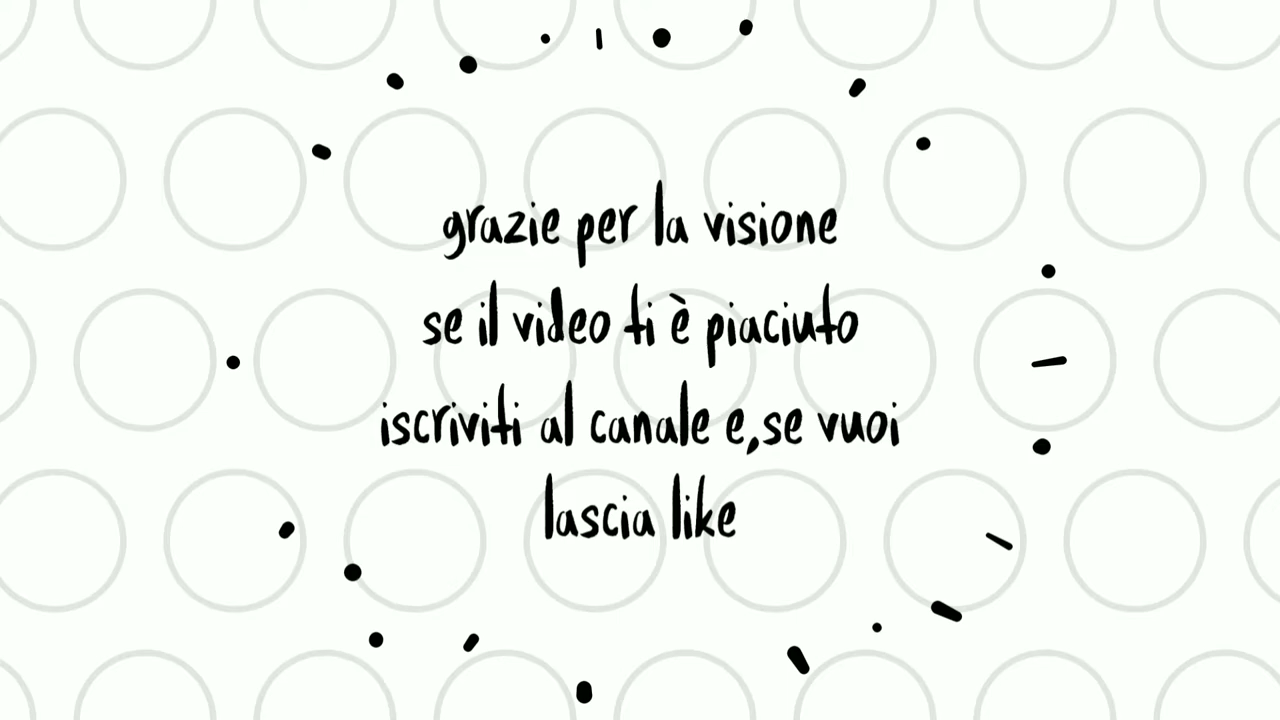 grazie per la visione
se il video ti è piaciuto
iscriviti al canale e,se vuoi
lascia like